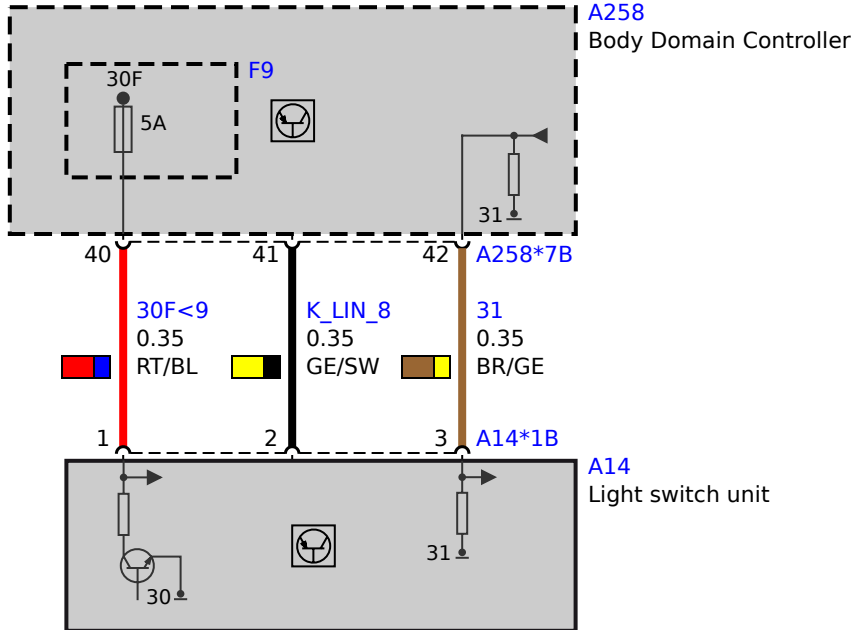 A258
Body Domain Controller
F9
30F
5A
31
40
41
42
A258*7B
30F<9
0.35
RT/BL
K_LIN_8
0.35
GE/SW
31
0.35
BR/GE
1
2
3
A14*1B
A14
Light switch unit
31
30